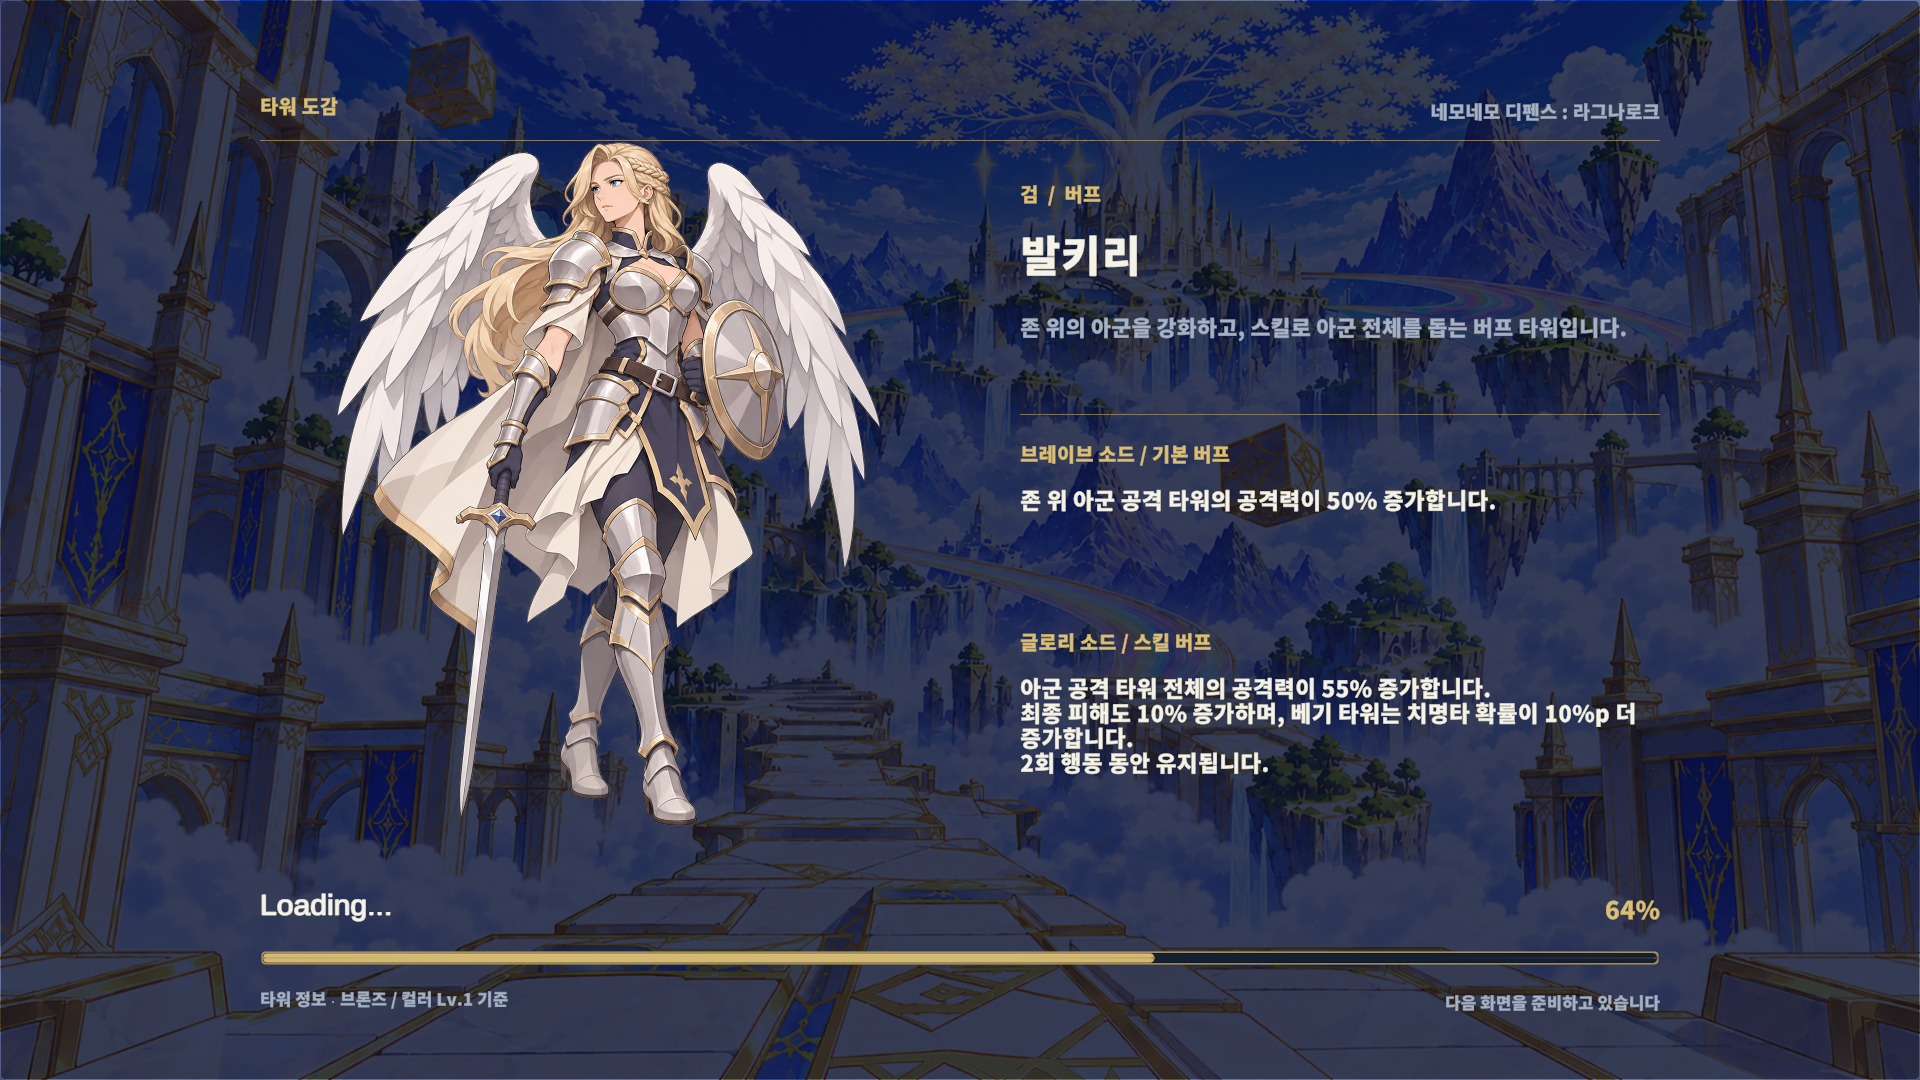 타워 도감
네모네모 디펜스 : 라그나로크
검 / 버프
발키리
존 위의 아군을 강화하고, 스킬로 아군 전체를 돕는 버프 타워입니다.
브레이브 소드 / 기본 버프
존 위 아군 공격 타워의 공격력이 50% 증가합니다.
글로리 소드 / 스킬 버프
아군 공격 타워 전체의 공격력이 55% 증가합니다.
최종 피해도 10% 증가하며, 베기 타워는 치명타 확률이 10%p 더
증가합니다.
2회 행동 동안 유지됩니다.
Loading...
64%
타워 정보 · 브론즈 / 컬러 Lv.1 기준
다음 화면을 준비하고 있습니다